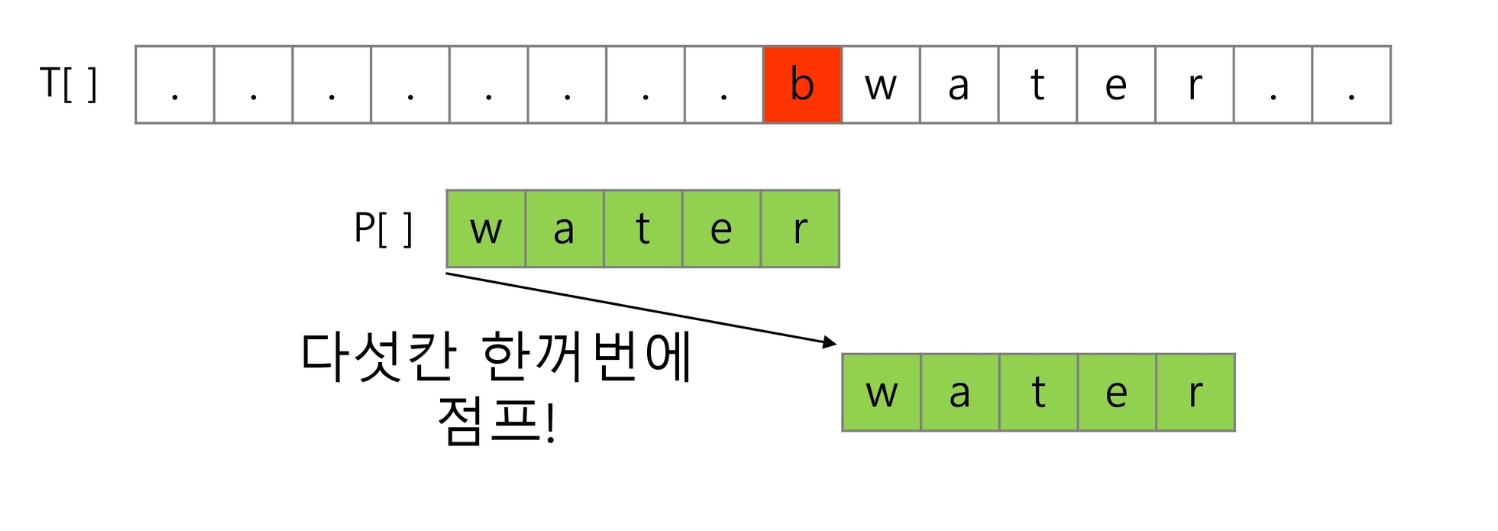 T[ ] . . . . . . . . b w a t e r . .
P[ ] w a t e r
다섯칸 한꺼번에
점프!
w a t e r